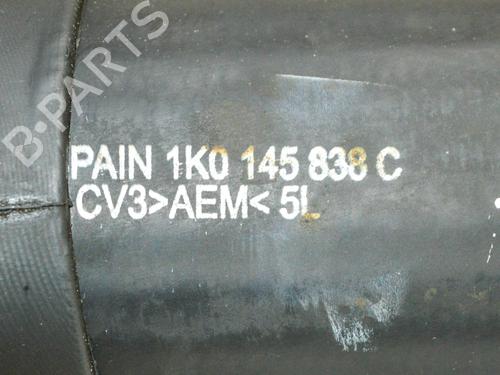 B-PARTS
PAIN 1K0 145 838 C
CV3>AEM< 5L